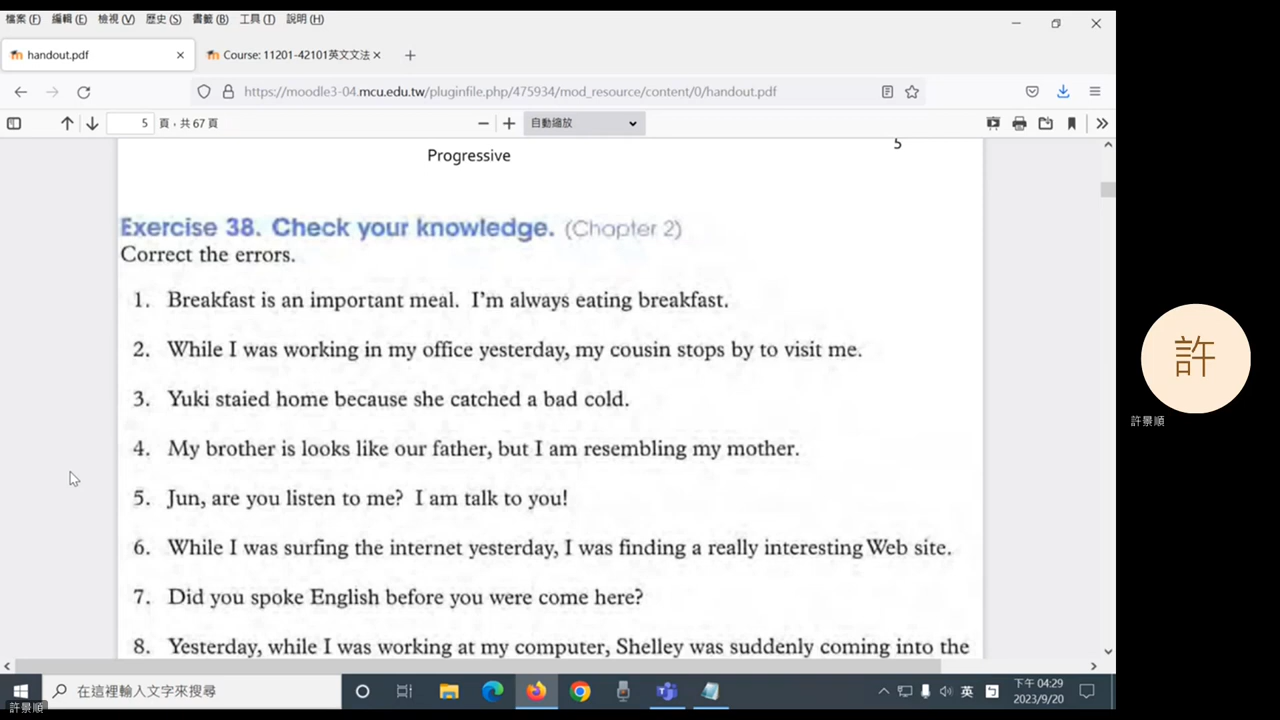 檔案(F) 編輯(E) 檢視(V) 歷史(S) 書籤(B) 工具(T) 說明(H)
handout.pdf
Course: 11201-42101英文文法
https://moodle3-04.mcu.edu.tw/pluginfile.php/475934/mod_resource/content/0/handout.pdf
5 頁，共 67 頁
自動縮放
Progressive
5
Exercise 38. Check your knowledge. (Chapter 2)
Correct the errors.
1. Breakfast is an important meal. I'm always eating breakfast.
2. While I was working in my office yesterday, my cousin stops by to visit me.
3. Yuki staied home because she catched a bad cold.
4. My brother is looks like our father, but I am resembling my mother.
5. Jun, are you listen to me? I am talk to you!
6. While I was surfing the internet yesterday, I was finding a really interesting Web site.
7. Did you spoke English before you were come here?
8. Yesterday, while I was working at my computer, Shelley was suddenly coming into the
許
許景順
在這裡輸入文字來搜尋
英
下午 04:29
2023/9/20
許景順